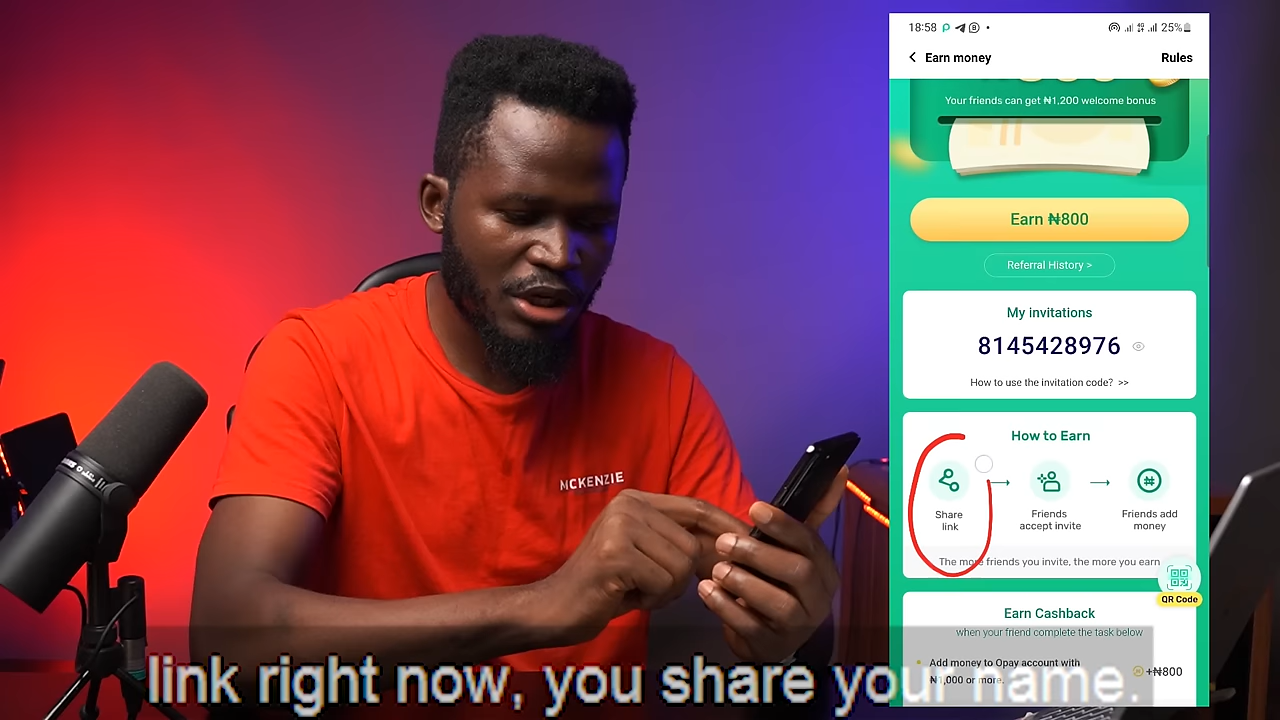 18:58
25%
Earn money
Rules
Your friends can get ₦1,200 welcome bonus
Earn ₦800
Referral History >
My invitations
8145428976
How to use the invitation code? >>
How to Earn
Share
link
Friends
accept invite
Friends add
money
The more friends you invite, the more you earn
QR Code
Earn Cashback
when your friend complete the task below
Add money to Opay account with
₦1,000 or more.
+₦800
MCKENZIE
link right now, you share your name.